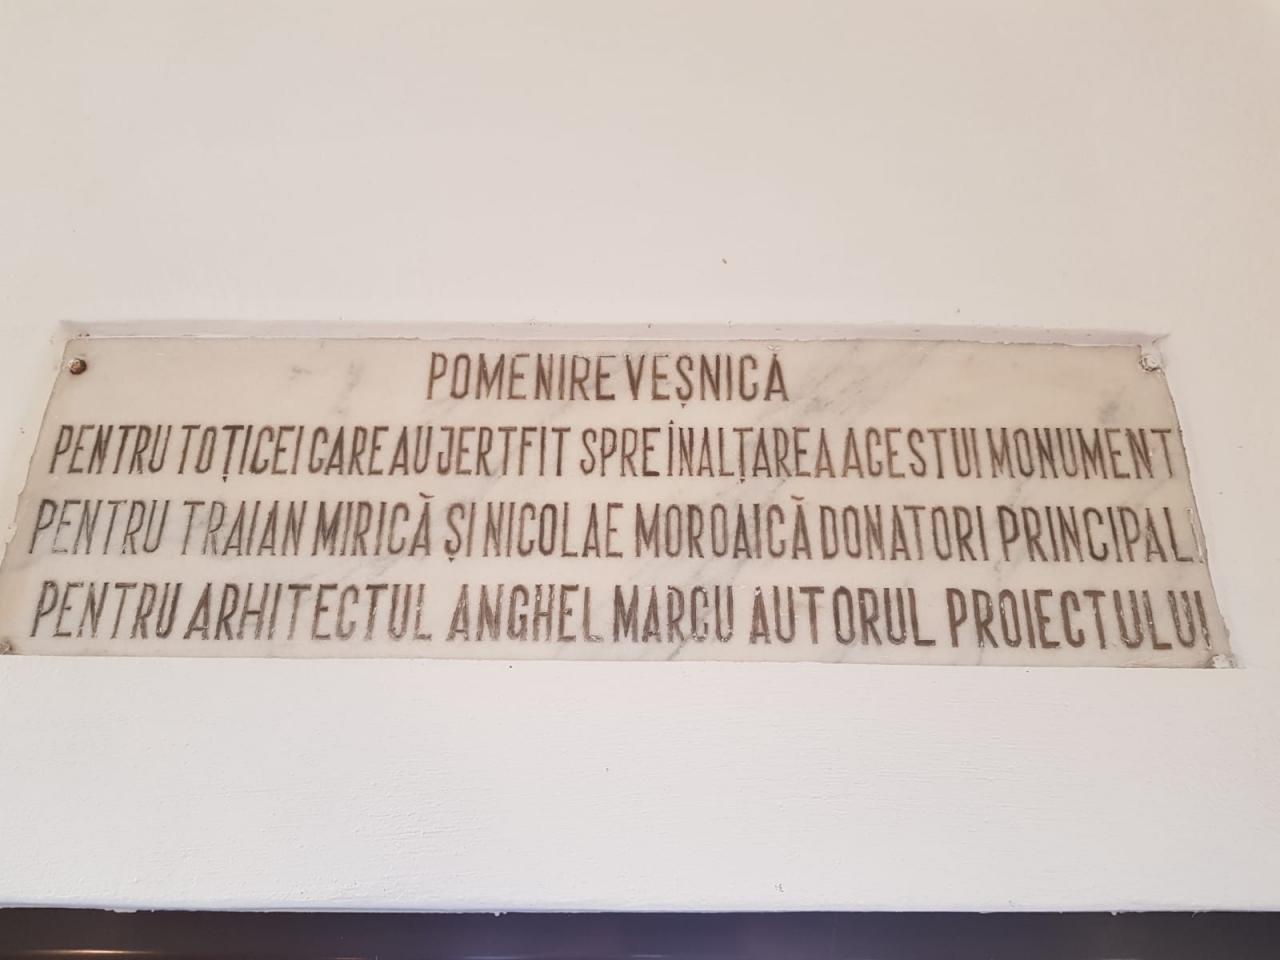 POMENIRE VEȘNICĂ
PENTRU TOȚI CEI CARE AU JERTFIT SPRE ÎNALȚAREA ACESTUI MONUMENT
PENTRU TRAIAN MIRICĂ ȘI NICOLAE MOROAICĂ DONATORI PRINCIPALI
PENTRU ARHITECTUL ANGHEL MARCU AUTORUL PROIECTULUI